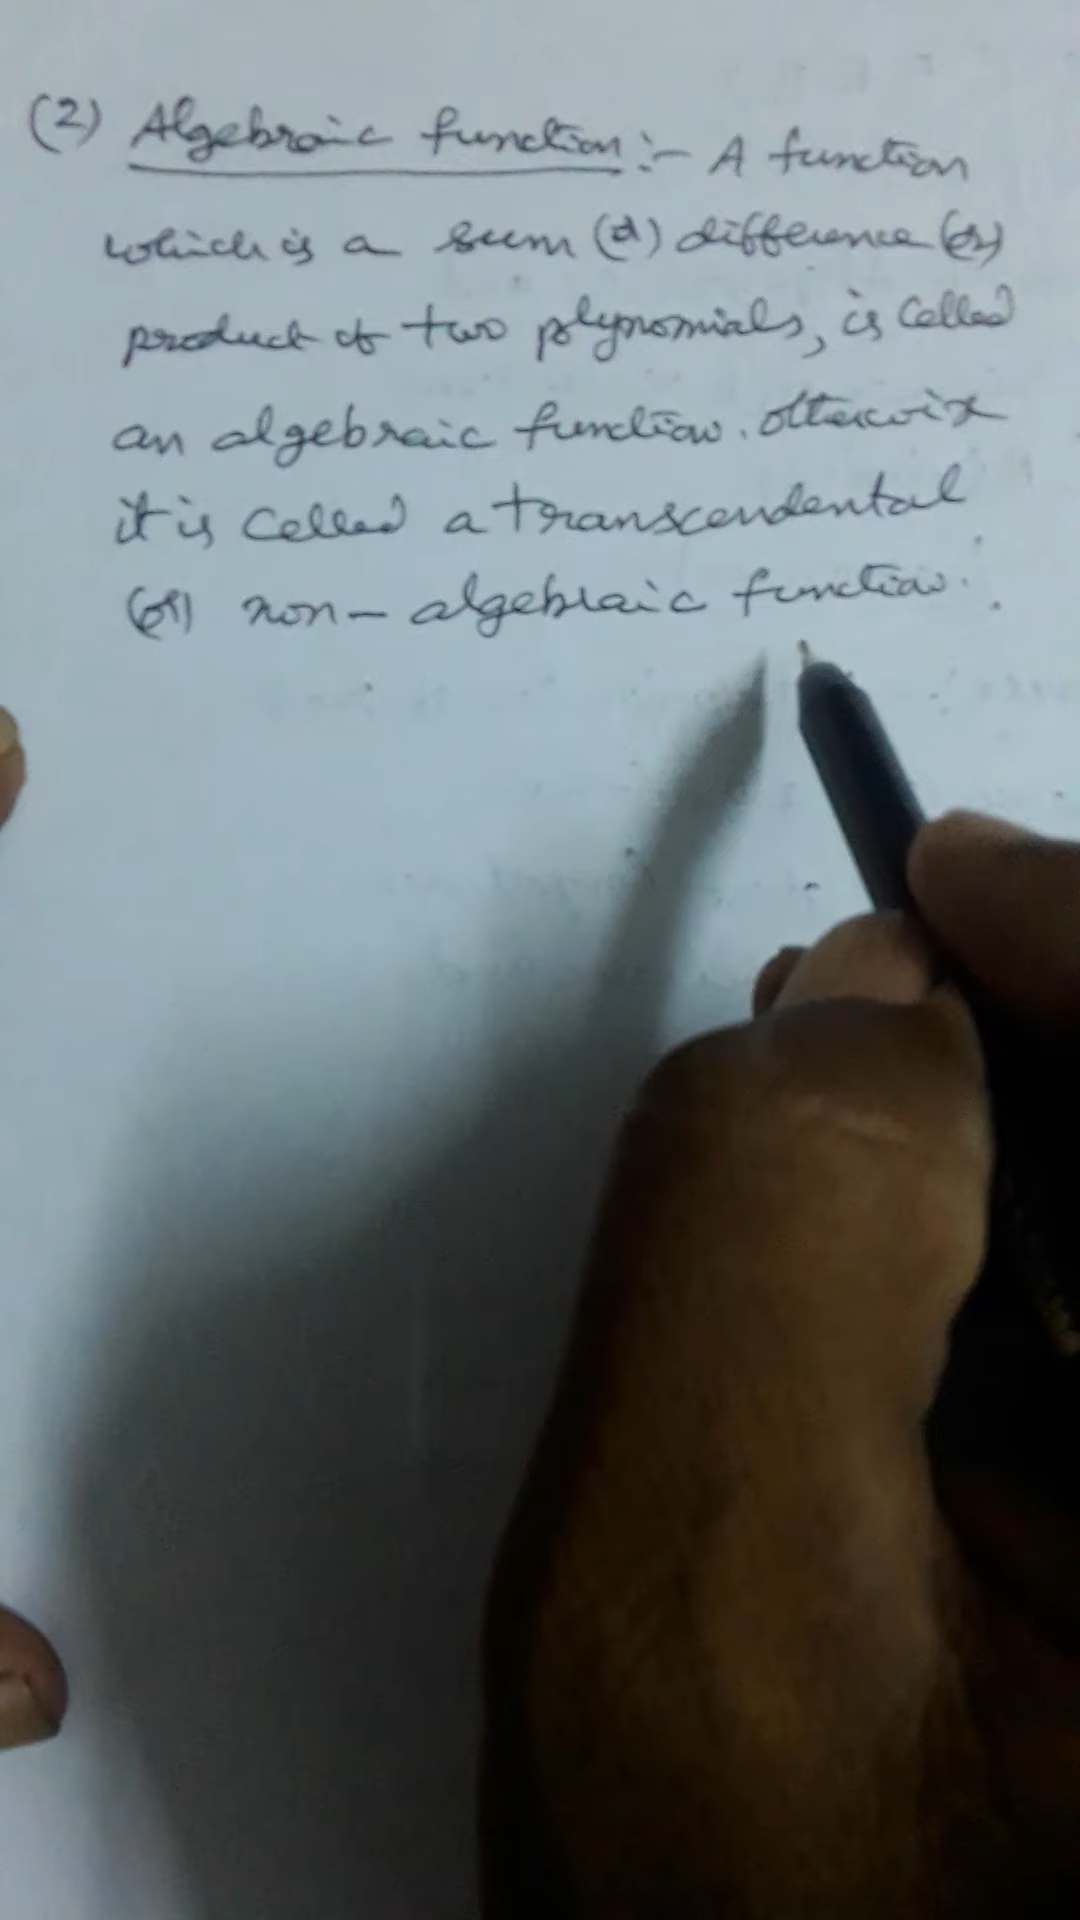 (2) Algebraic function:- A function
which is a sum (or) difference (or)
product of two polynomials, is called
an algebraic function. otherwise
it is called a transcendental
(or) non- algebraic function.